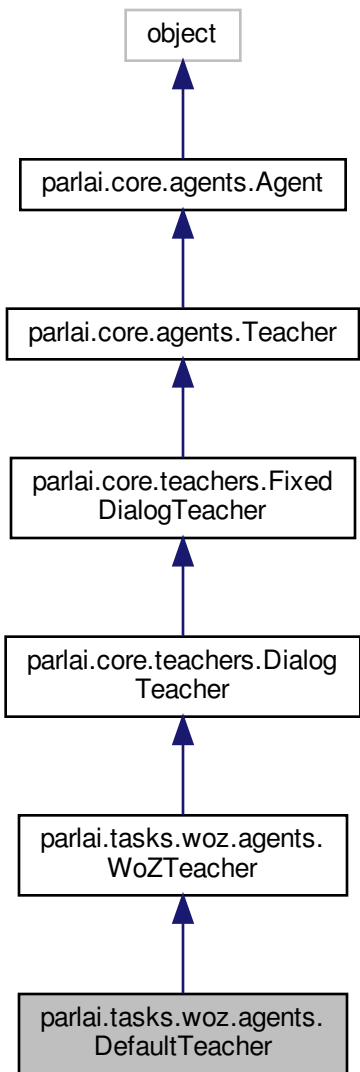 object
parlai.core.agents.Agent
parlai.core.agents.Teacher
parlai.core.teachers.Fixed
DialogTeacher
parlai.core.teachers.Dialog
Teacher
parlai.tasks.woz.agents.
WoZTeacher
parlai.tasks.woz.agents.
DefaultTeacher